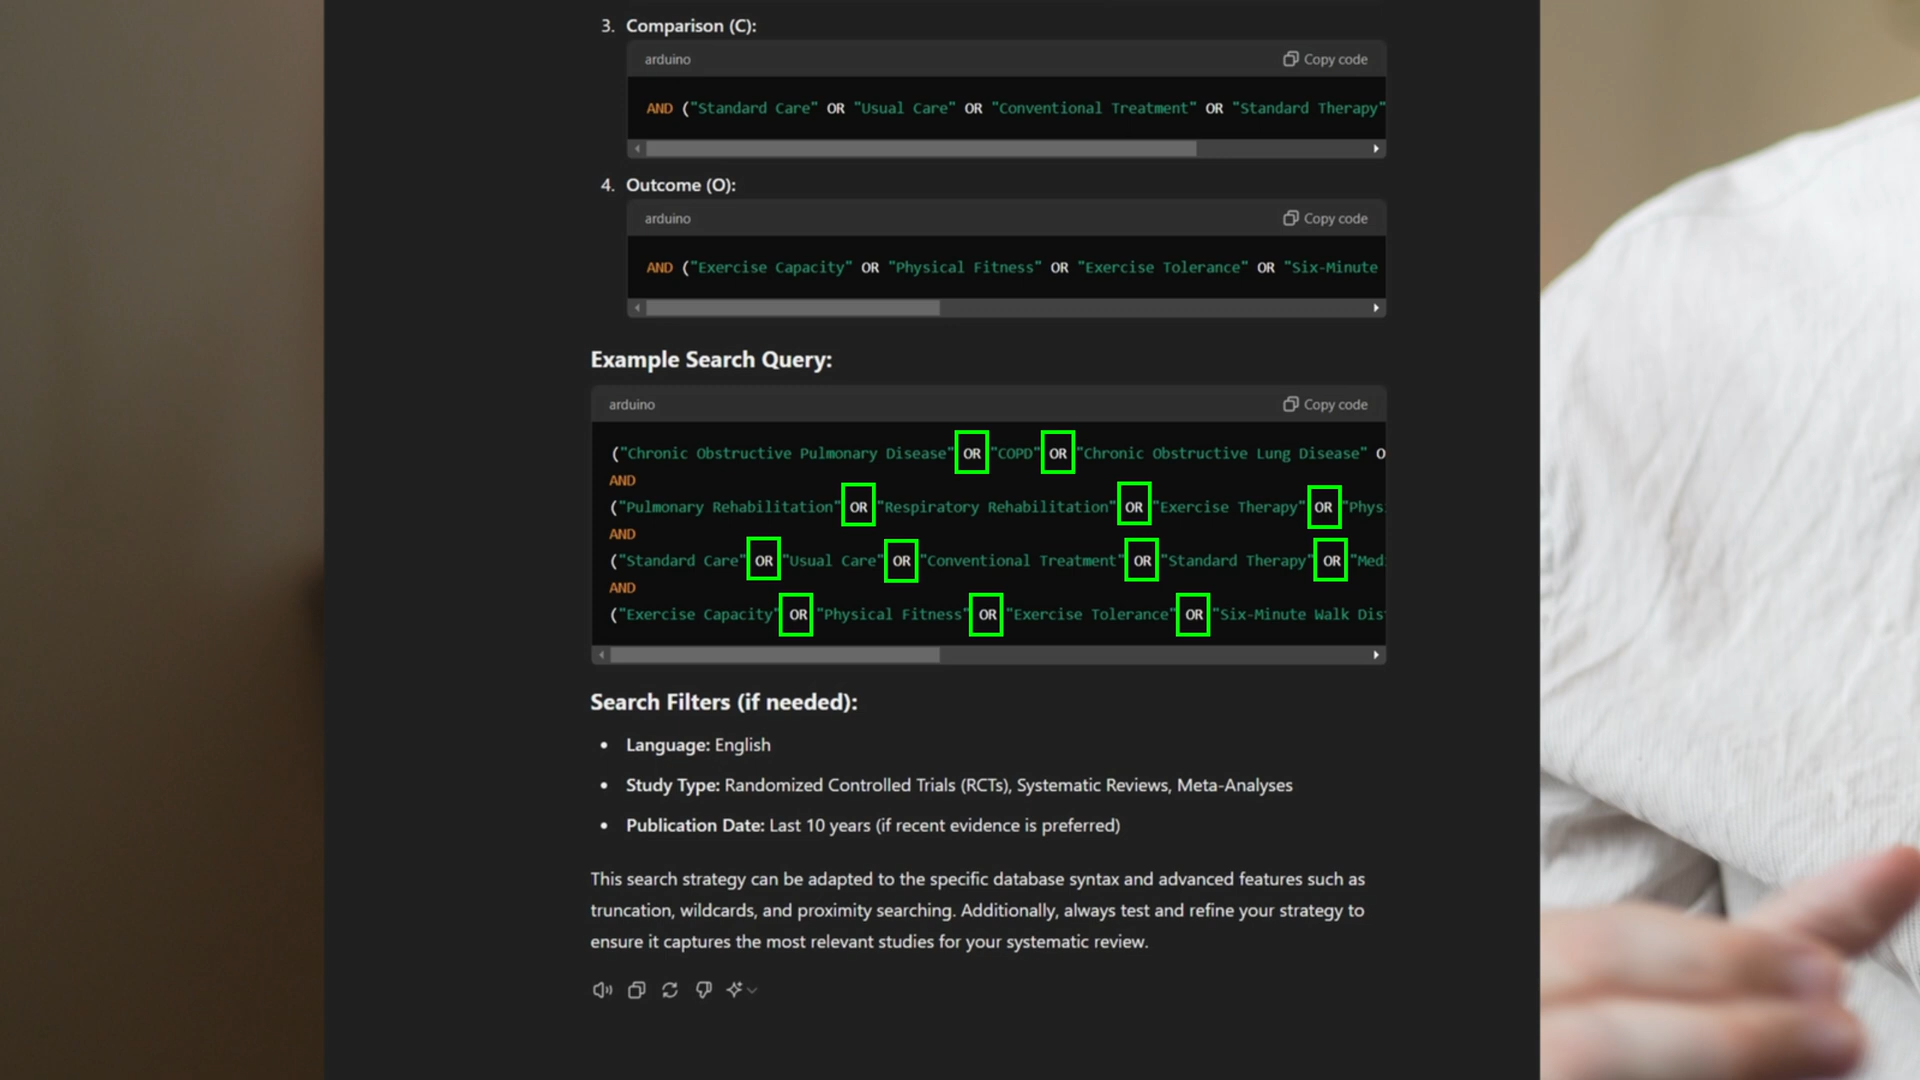 3. Comparison (C):
arduino Copy code
AND ("Standard Care" OR "Usual Care" OR "Conventional Treatment" OR "Standard Therapy"
4. Outcome (O):
arduino Copy code
AND ("Exercise Capacity" OR "Physical Fitness" OR "Exercise Tolerance" OR "Six-Minute
Example Search Query:
arduino Copy code
("Chronic Obstructive Pulmonary Disease" OR "COPD" OR "Chronic Obstructive Lung Disease" O
AND
("Pulmonary Rehabilitation" OR "Respiratory Rehabilitation" OR "Exercise Therapy" OR "Phys
AND
("Standard Care" OR "Usual Care" OR "Conventional Treatment" OR "Standard Therapy" OR "Med
AND
("Exercise Capacity" OR "Physical Fitness" OR "Exercise Tolerance" OR "Six-Minute Walk Dis
Search Filters (if needed):
• Language: English
• Study Type: Randomized Controlled Trials (RCTs), Systematic Reviews, Meta-Analyses
• Publication Date: Last 10 years (if recent evidence is preferred)
This search strategy can be adapted to the specific database syntax and advanced features such as
truncation, wildcards, and proximity searching. Additionally, always test and refine your strategy to
ensure it captures the most relevant studies for your systematic review.